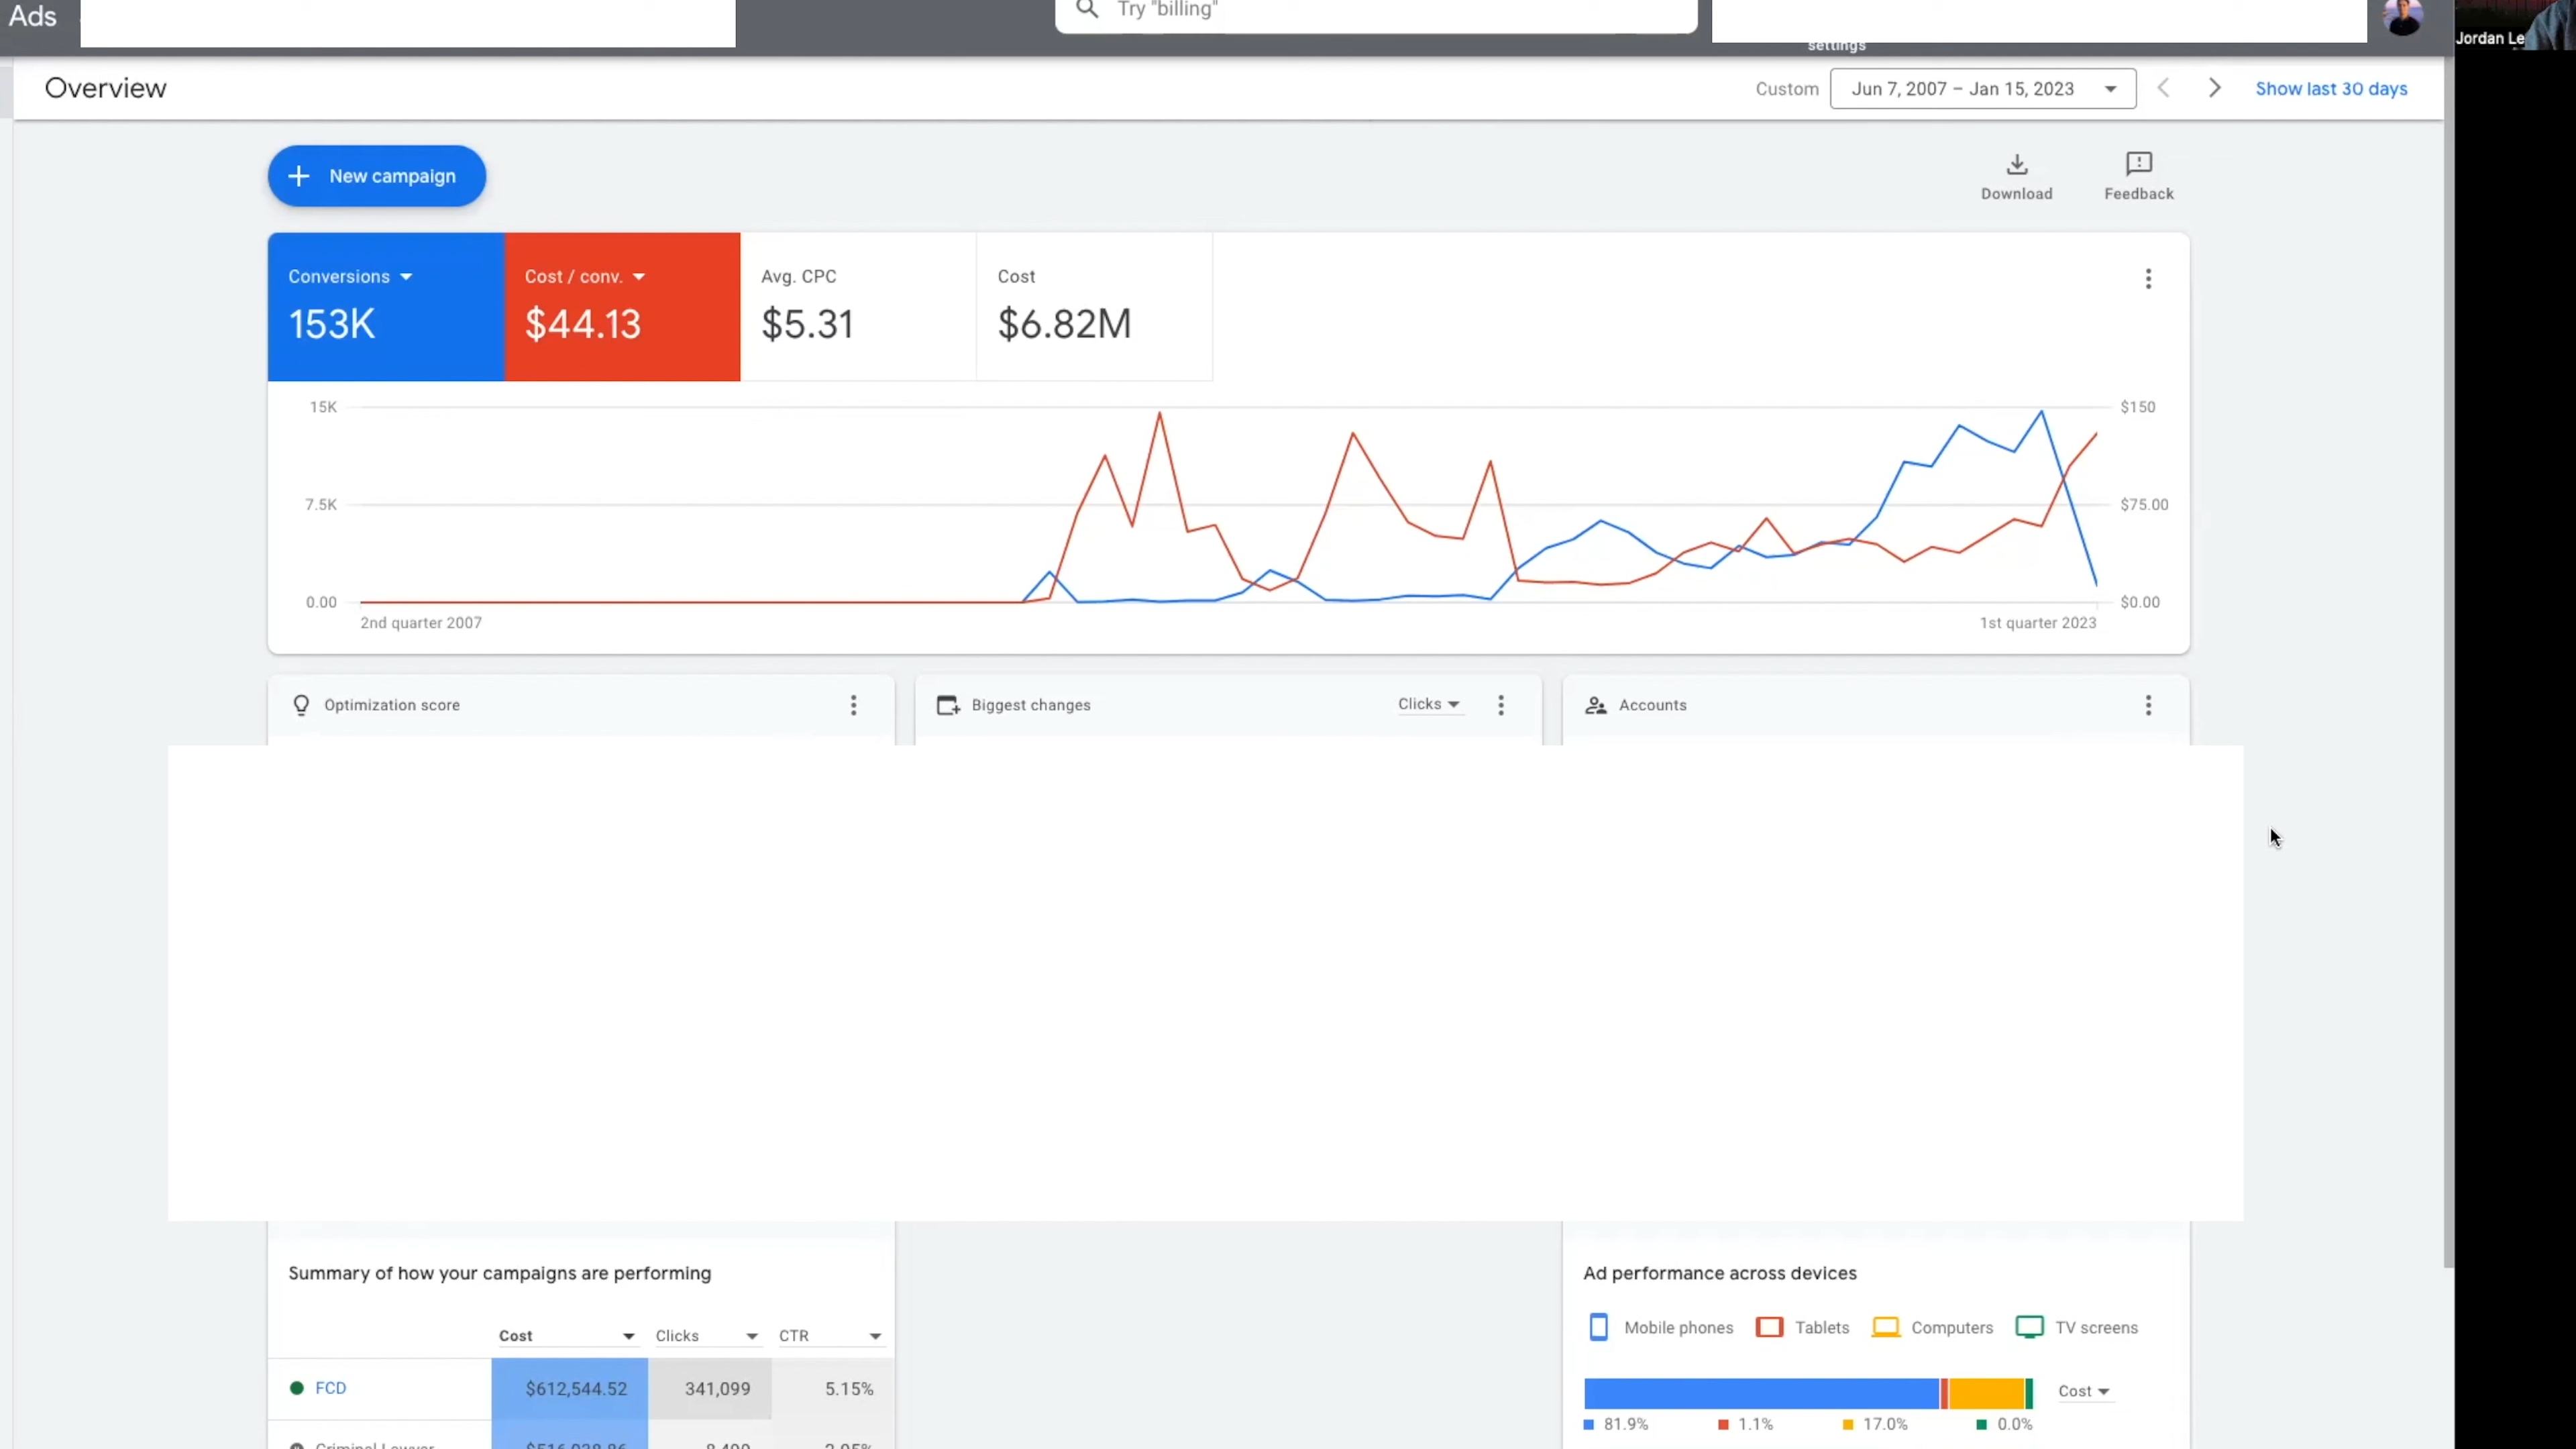 Ads
Try "billing"
settings
Jordan Le
Overview
Custom
Jun 7, 2007 – Jan 15, 2023
Show last 30 days
New campaign
Download
Feedback
Conversions
Cost / conv.
Avg. CPC
Cost
153K
$44.13
$5.31
$6.82M
15K
$150
7.5K
$75.00
0.00
$0.00
2nd quarter 2007
1st quarter 2023
Optimization score
Biggest changes
Clicks
Accounts
Summary of how your campaigns are performing
Cost
Clicks
CTR
FCD
$612,544.52
341,099
5.15%
Criminal Lawyer
Ad performance across devices
Mobile phones
Tablets
Computers
TV screens
Cost
81.9%
1.1%
17.0%
0.0%